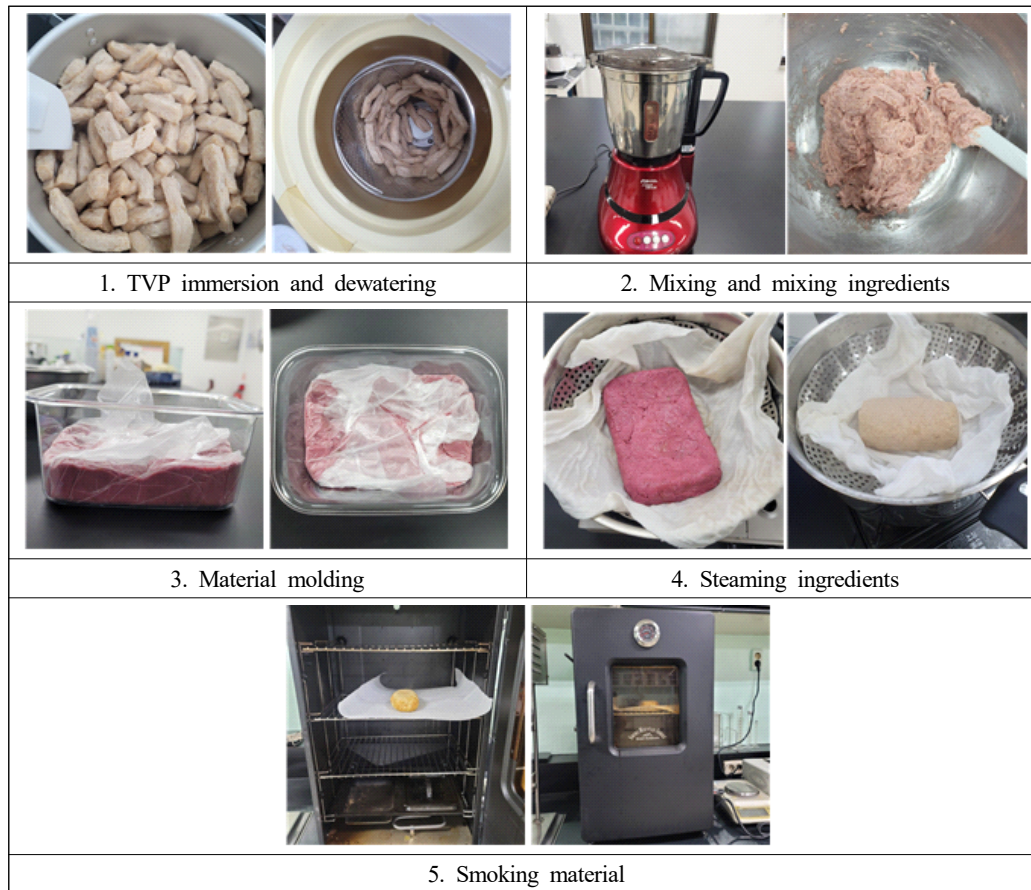 1. TVP immersion and dewatering
2. Mixing and mixing ingredients
3. Material molding
4. Steaming ingredients
5. Smoking material